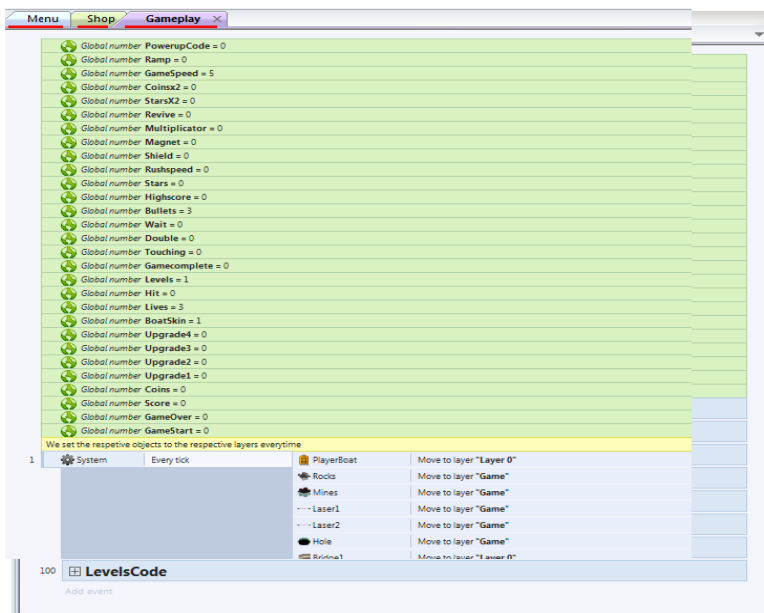 Menu Shop Gameplay ×
Global number PowerupCode = 0
Global number Ramp = 0
Global number GameSpeed = 5
Global number Coinsx2 = 0
Global number StarsX2 = 0
Global number Revive = 0
Global number Multiplicator = 0
Global number Magnet = 0
Global number Shield = 0
Global number Rushspeed = 0
Global number Stars = 0
Global number Highscore = 0
Global number Bullets = 3
Global number Wait = 0
Global number Double = 0
Global number Touching = 0
Global number Gamecomplete = 0
Global number Levels = 1
Global number Hit = 0
Global number Lives = 3
Global number BoatSkin = 1
Global number Upgrade4 = 0
Global number Upgrade3 = 0
Global number Upgrade2 = 0
Global number Upgrade1 = 0
Global number Coins = 0
Global number Score = 0
Global number GameOver = 0
Global number GameStart = 0
We set the respetive objects to the respective layers everytime
1 System Every tick PlayerBoat Move to layer "Layer 0"
Rocks Move to layer "Game"
Mines Move to layer "Game"
Laser1 Move to layer "Game"
Laser2 Move to layer "Game"
Hole Move to layer "Game"
Bridge1 Move to layer "Layer 0"
100 LevelsCode
Add event